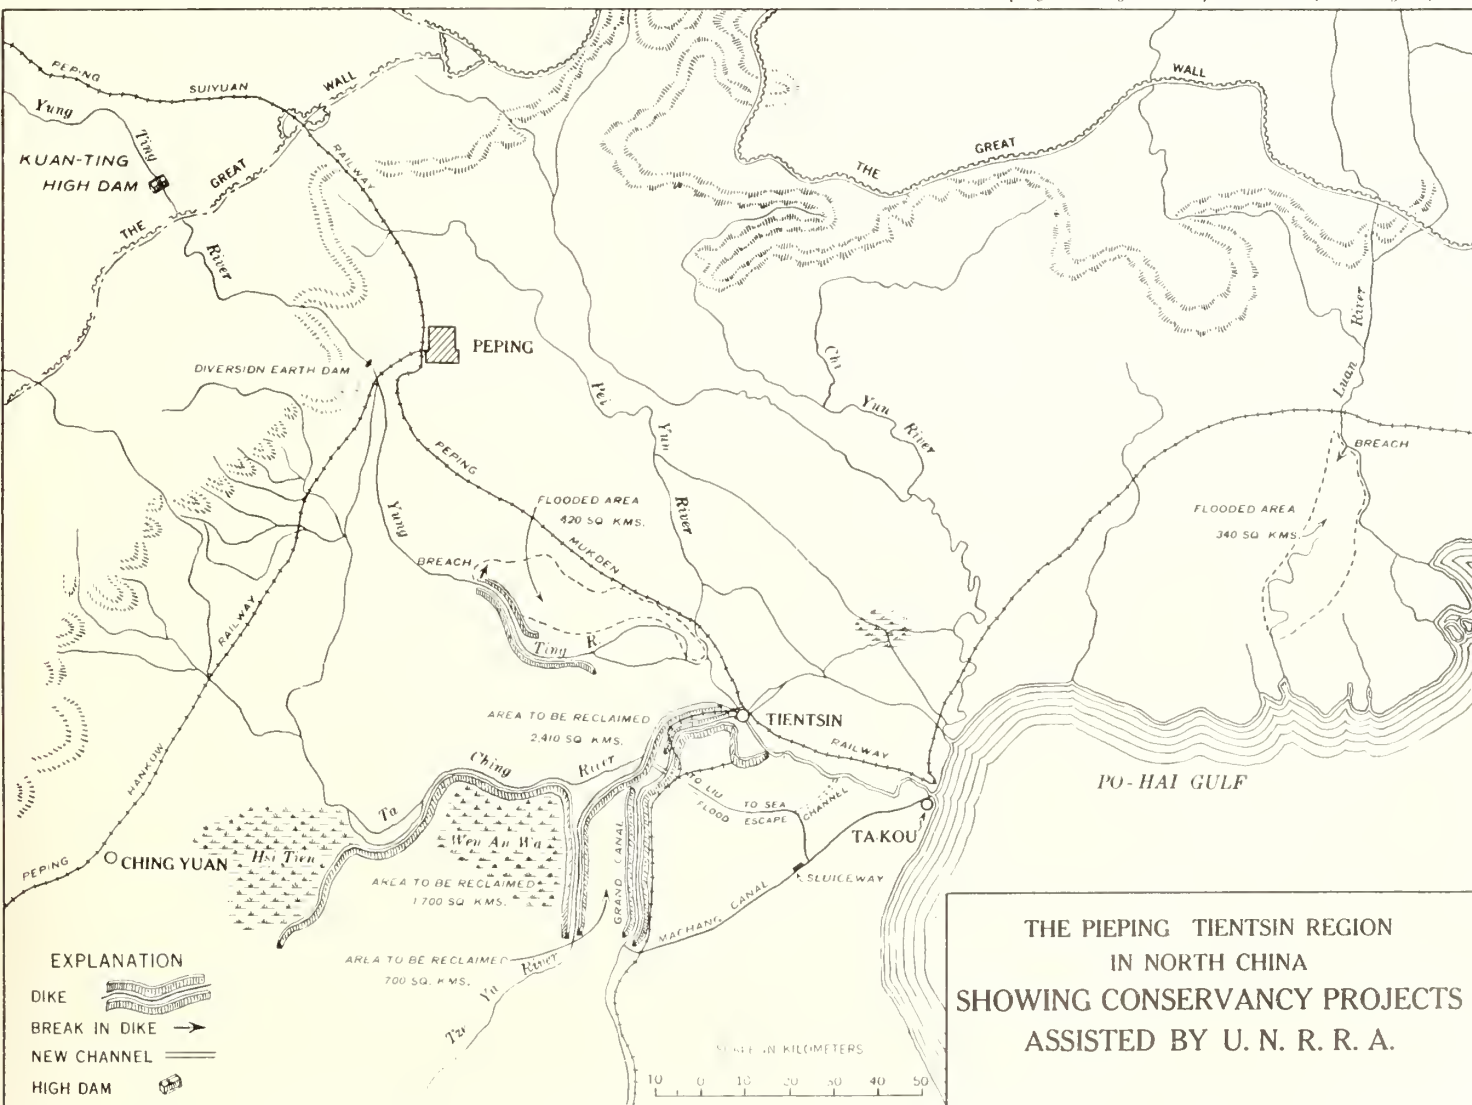 PEPING
SUIYUAN
RAILWAY
THE GREAT WALL
THE GREAT WALL
Yung Ting River
KUAN-TING
HIGH DAM
PEPING
DIVERSION EARTH DAM
Pei Yun River
Chi Yun River
Luan River
BREACH
FLOODED AREA
340 SQ KMS.
PEPING
MUKDEN
RAILWAY
FLOODED AREA
420 SQ KMS.
Yung Ting R
BREACH
PEPING
HANKOW
RAILWAY
AREA TO BE RECLAIMED
2,410 SQ KMS.
TIENTSIN
Ta Ching River
TO LIU
TO SEA
FLOOD ESCAPE CHANNEL
TA-KOU
PO-HAI GULF
CHING YUAN
Hsi Tien
Wen An Wa
AREA TO BE RECLAIMED
1700 SQ KMS.
GRAND CANAL
MACHANG CANAL
SLUICEWAY
AREA TO BE RECLAIMED
700 SQ. KMS.
Tzi Ya River
EXPLANATION
DIKE
BREAK IN DIKE
NEW CHANNEL
HIGH DAM
SCALE IN KILOMETERS
10 0 10 20 30 40 50
THE PIEPING TIENTSIN REGION
IN NORTH CHINA
SHOWING CONSERVANCY PROJECTS
ASSISTED BY U. N. R. R. A.